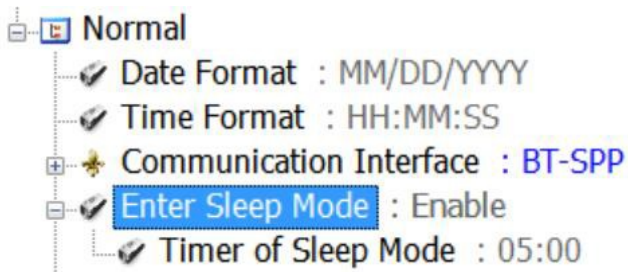 Normal
Date Format : MM/DD/YYYY
Time Format : HH:MM:SS
Communication Interface : BT-SPP
Enter Sleep Mode : Enable
Timer of Sleep Mode : 05:00